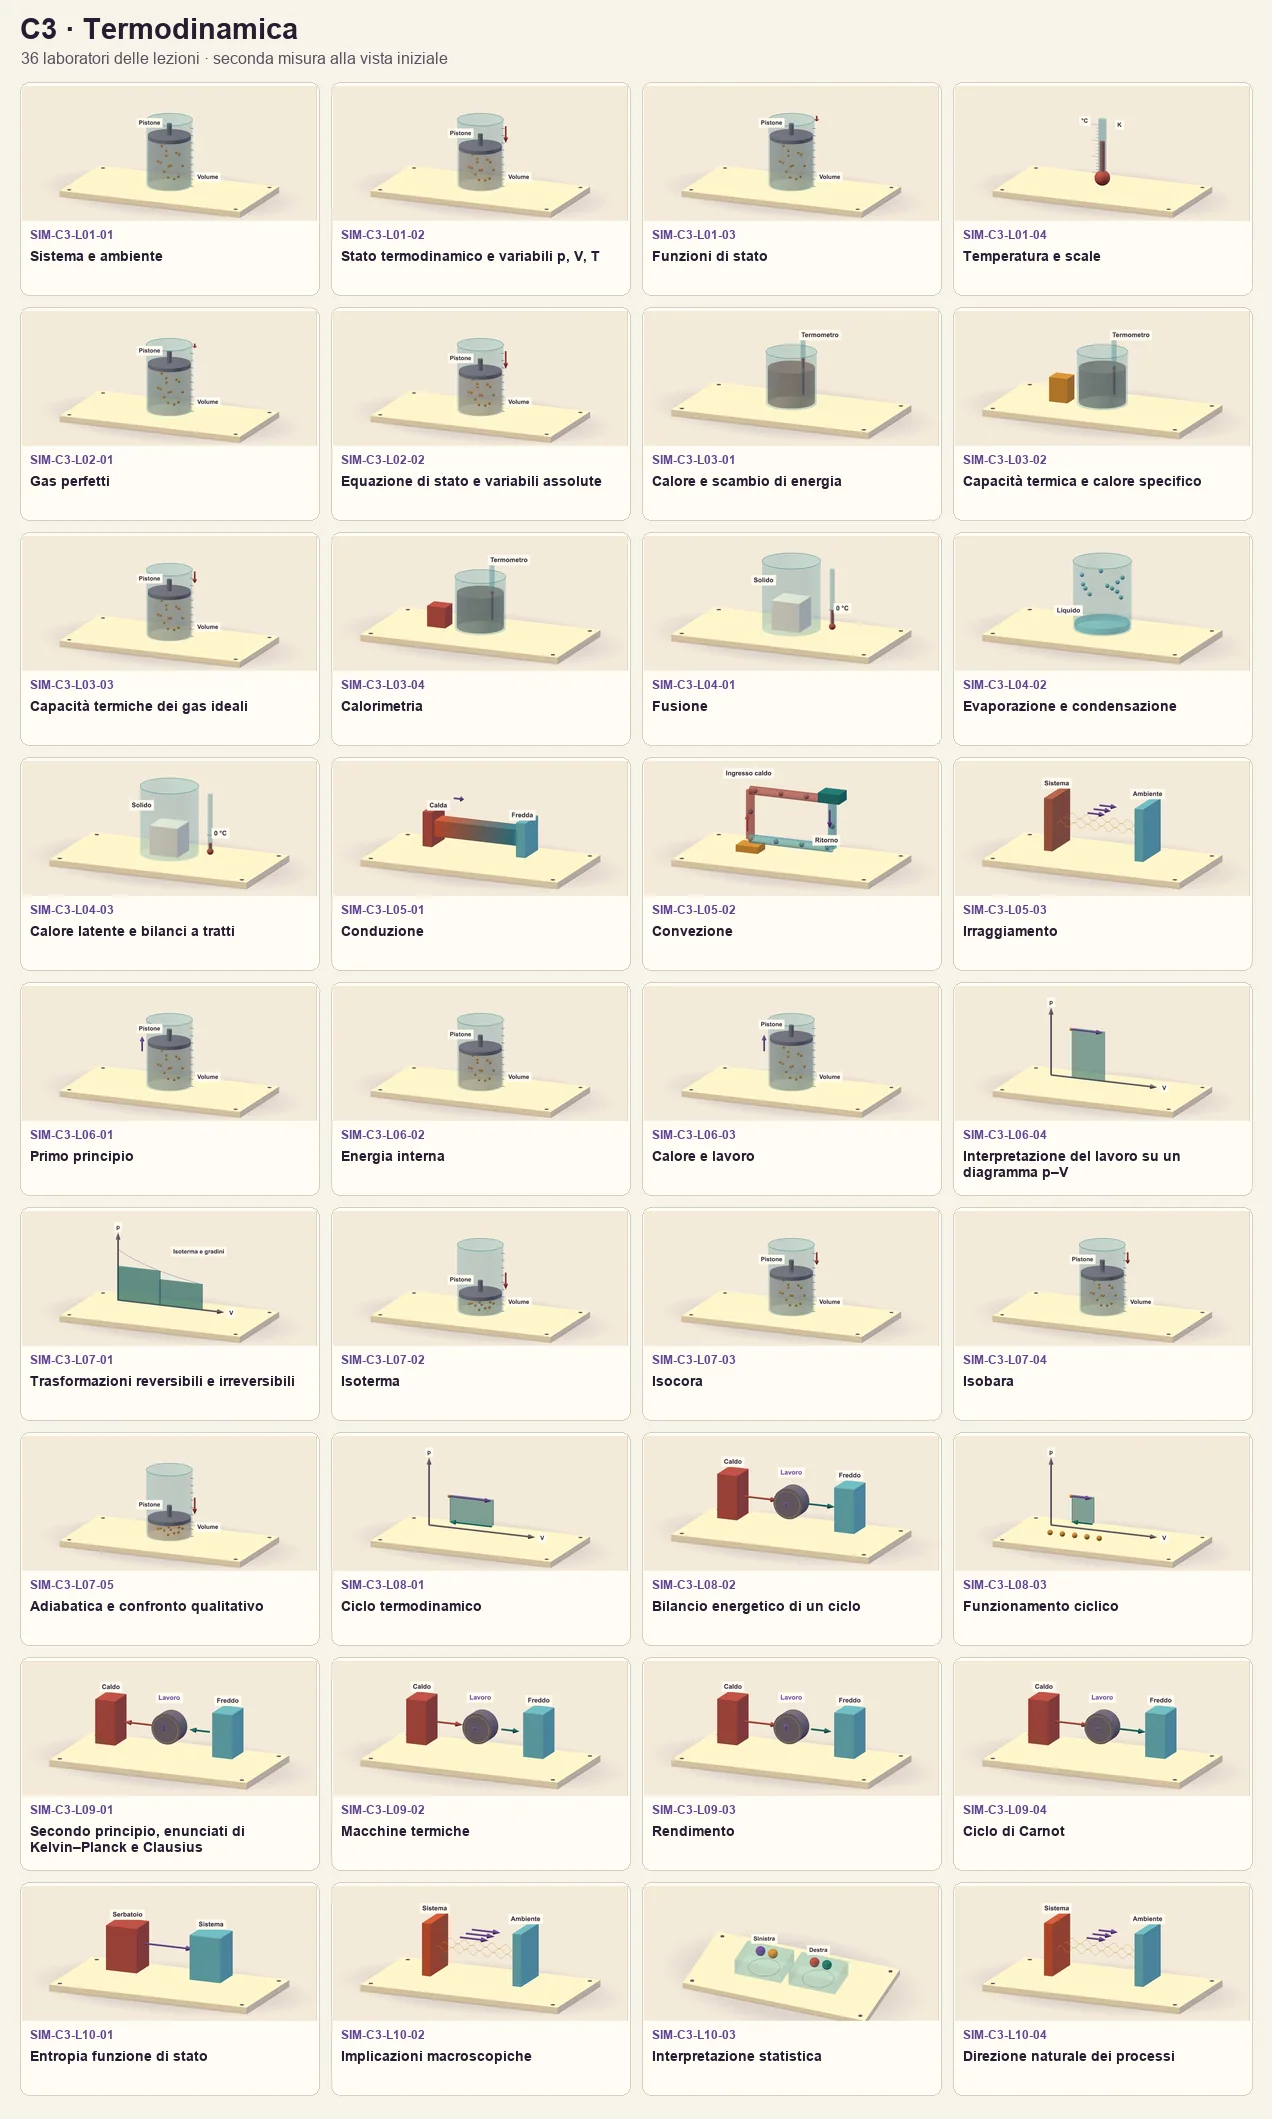 C3 · Termodinamica
36 laboratori delle lezioni · seconda misura alla vista iniziale
Pistone
Volume
SIM-C3-L01-01
Sistema e ambiente
Pistone
Volume
SIM-C3-L01-02
Stato termodinamico e variabili p, V, T
Pistone
Volume
SIM-C3-L01-03
Funzioni di stato
°C
K
SIM-C3-L01-04
Temperatura e scale
Pistone
Volume
SIM-C3-L02-01
Gas perfetti
Pistone
Volume
SIM-C3-L02-02
Equazione di stato e variabili assolute
Termometro
SIM-C3-L03-01
Calore e scambio di energia
Termometro
SIM-C3-L03-02
Capacità termica e calore specifico
Pistone
Volume
SIM-C3-L03-03
Capacità termiche dei gas ideali
Termometro
SIM-C3-L03-04
Calorimetria
Solido
0 °C
SIM-C3-L04-01
Fusione
Liquido
SIM-C3-L04-02
Evaporazione e condensazione
Solido
0 °C
SIM-C3-L04-03
Calore latente e bilanci a tratti
Calda
Fredda
SIM-C3-L05-01
Conduzione
Ingresso caldo
Ritorno
SIM-C3-L05-02
Convezione
Sistema
Ambiente
SIM-C3-L05-03
Irraggiamento
Pistone
Volume
SIM-C3-L06-01
Primo principio
Pistone
Volume
SIM-C3-L06-02
Energia interna
Pistone
Volume
SIM-C3-L06-03
Calore e lavoro
P
V
SIM-C3-L06-04
Interpretazione del lavoro su un
diagramma p–V
P
Isoterma e gradini
V
SIM-C3-L07-01
Trasformazioni reversibili e irreversibili
Pistone
Volume
SIM-C3-L07-02
Isoterma
Pistone
Volume
SIM-C3-L07-03
Isocora
Pistone
Volume
SIM-C3-L07-04
Isobara
Pistone
Volume
SIM-C3-L07-05
Adiabatica e confronto qualitativo
P
V
SIM-C3-L08-01
Ciclo termodinamico
Caldo
Lavoro
Freddo
SIM-C3-L08-02
Bilancio energetico di un ciclo
P
V
SIM-C3-L08-03
Funzionamento ciclico
Caldo
Lavoro
Freddo
SIM-C3-L09-01
Secondo principio, enunciati di
Kelvin–Planck e Clausius
Caldo
Lavoro
Freddo
SIM-C3-L09-02
Macchine termiche
Caldo
Lavoro
Freddo
SIM-C3-L09-03
Rendimento
Caldo
Lavoro
Freddo
SIM-C3-L09-04
Ciclo di Carnot
Serbatoio
Sistema
SIM-C3-L10-01
Entropia funzione di stato
Sistema
Ambiente
SIM-C3-L10-02
Implicazioni macroscopiche
Sinistra
Destra
SIM-C3-L10-03
Interpretazione statistica
Sistema
Ambiente
SIM-C3-L10-04
Direzione naturale dei processi